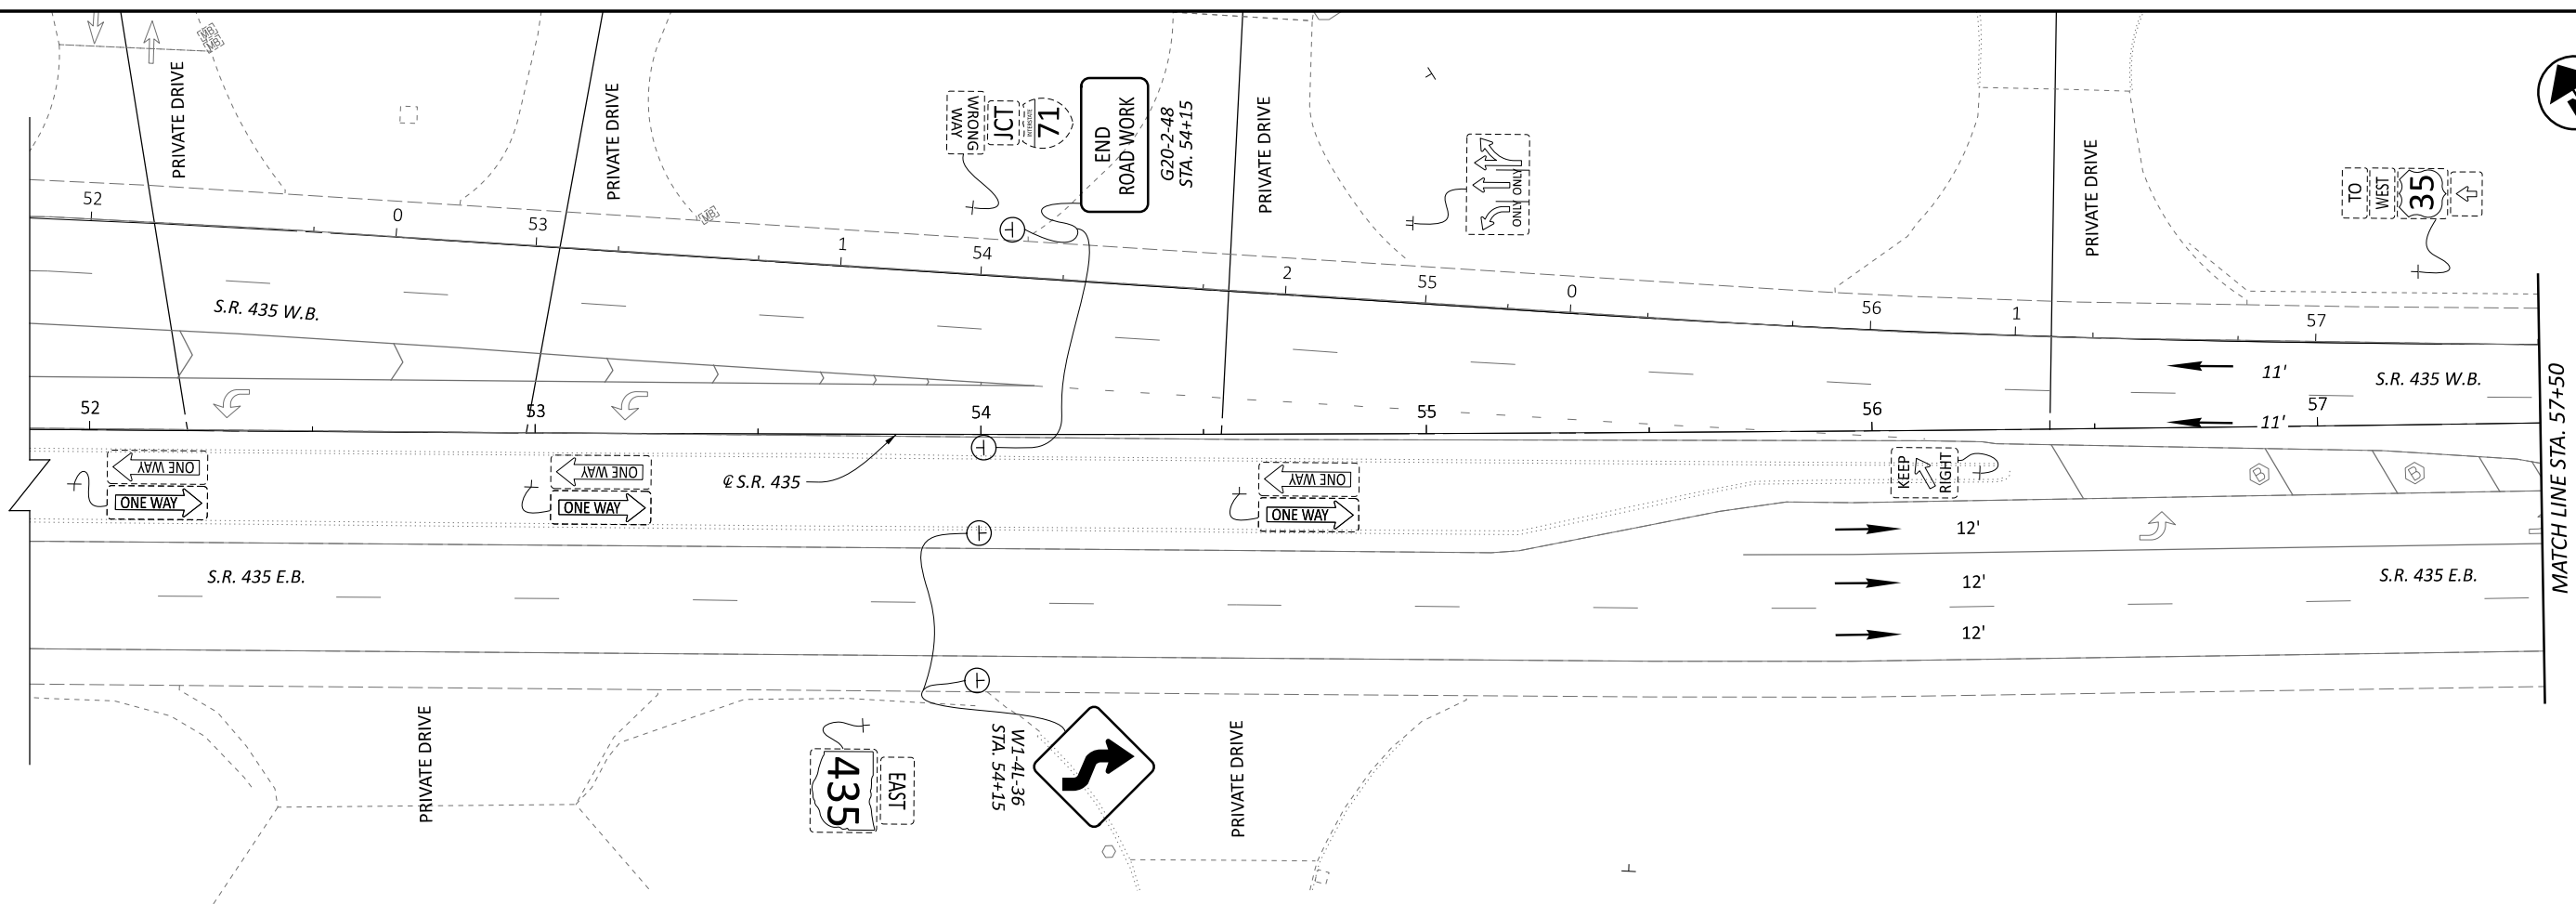 PRIVATE DRIVE
PRIVATE DRIVE
PRIVATE DRIVE
PRIVATE DRIVE
MB
MB
MB
WRONG
WAY
JCT
INTERSTATE
71
END
ROAD WORK
G20-2-48
STA. 54+15
ONLY
ONLY
TO
WEST
35
52
0
53
1
54
2
55
0
56
1
57
S.R. 435 W.B.
11'
S.R. 435 W.B.
52
53
54
55
56
57
11'
ONE WAY
ONE WAY
ONE WAY
ONE WAY
℄ S.R. 435
ONE WAY
ONE WAY
KEEP
RIGHT
B
B
12'
12'
12'
S.R. 435 E.B.
S.R. 435 E.B.
MATCH LINE STA. 57+50
PRIVATE DRIVE
435
EAST
W1-4L-36
STA. 54+15
PRIVATE DRIVE